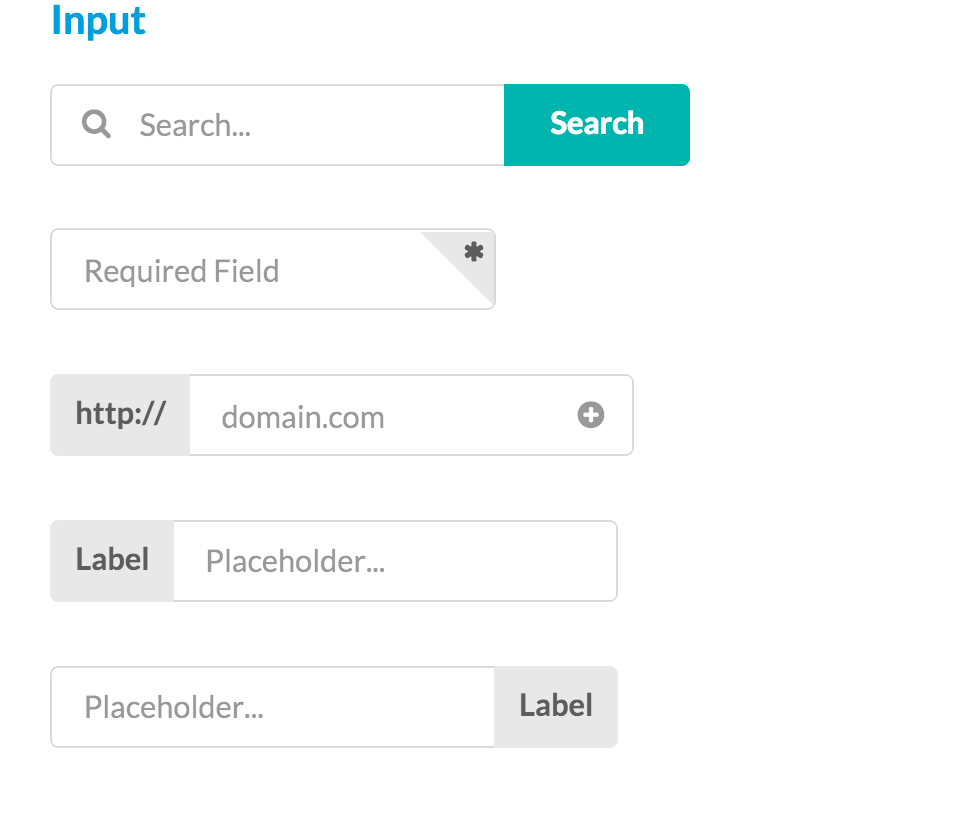 Input
Search...
Search
Required Field
*
http://
domain.com
Label
Placeholder...
Placeholder...
Label